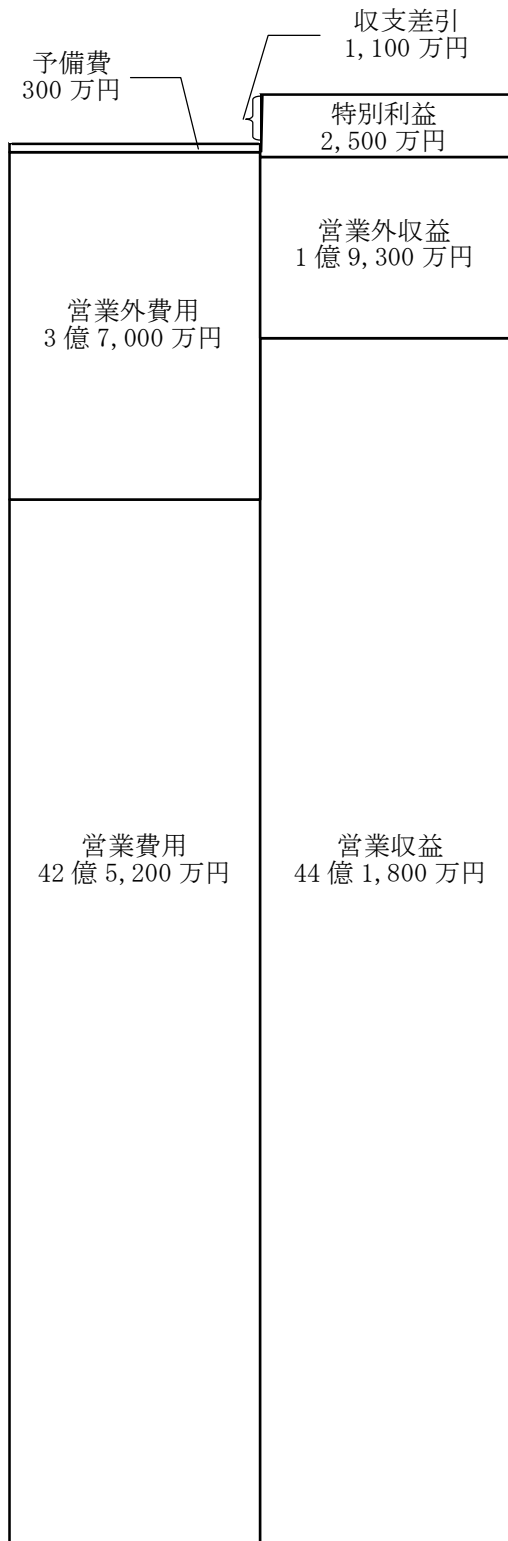 収支差引
1,100 万円
予備費
300 万円
特別利益
2,500 万円
営業外収益
1 億 9,300 万円
営業外費用
3 億 7,000 万円
営業費用
42 億 5,200 万円
営業収益
44 億 1,800 万円